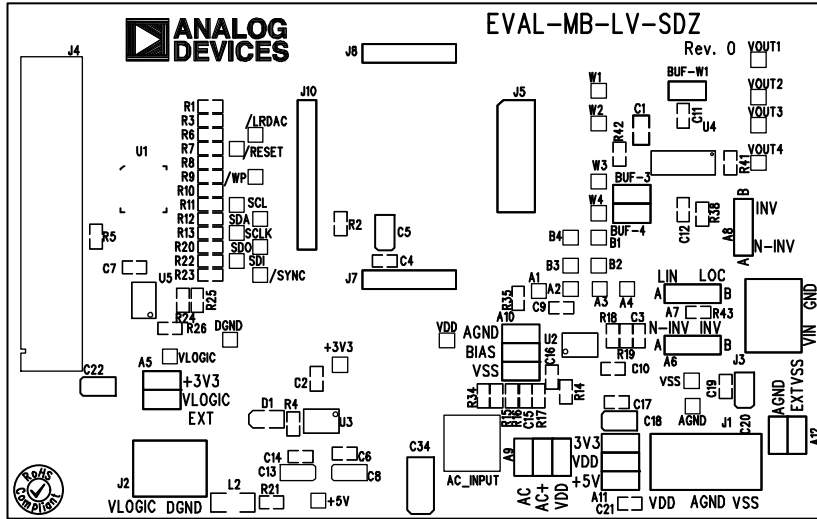 ANALOG
DEVICES
EVAL-MB-LV-SDZ
Rev. 0
VOUT1
J4
J8
BUF-W1
VOUT2
W1
J10
J5
R1
R3
/LRDAC
W2
C1
C11
VOUT3
U4
R6
R42
U1
R7
/RESET
VOUT4
R8
R41
R9
/WP
W3
BUF-3
R10
R11
SCL
B
INV
R12
SDA
R2
W4
C12
R38
R5
R13
SCLK
C5
BUF-4
A8
R20
SDO
B4
B1
N-INV
R22
SDI
C4
A
C7
R23
/SYNC
J7
B3
B2
LIN
LOC
U5
A1
A
B
GND
R24
R25
R35
A2
A3
A4
C9
A7
R43
R26
DGND
A10
R18
C3
N-INV
INV
VIN
VDD
AGND
U2
A
B
VLOGIC
+3V3
BIAS
R19
A6
A5
C16
C10
J3
C22
+3V3
C2
VSS
VSS
C19
VLOGIC
R34
R14
AGND
EXTVSS
EXT
D1
R4
U3
R15
R16
C15
R17
C17
C18
AGND
J1
C20
A12
C34
A9
3V3
J2
C14
C6
VDD
C13
C8
AC_INPUT
+5V
L2
R21
AC
AC+
VDD
A11
VLOGIC
DGND
+5V
C21
VDD
AGND
VSS
RoHS
Compliant